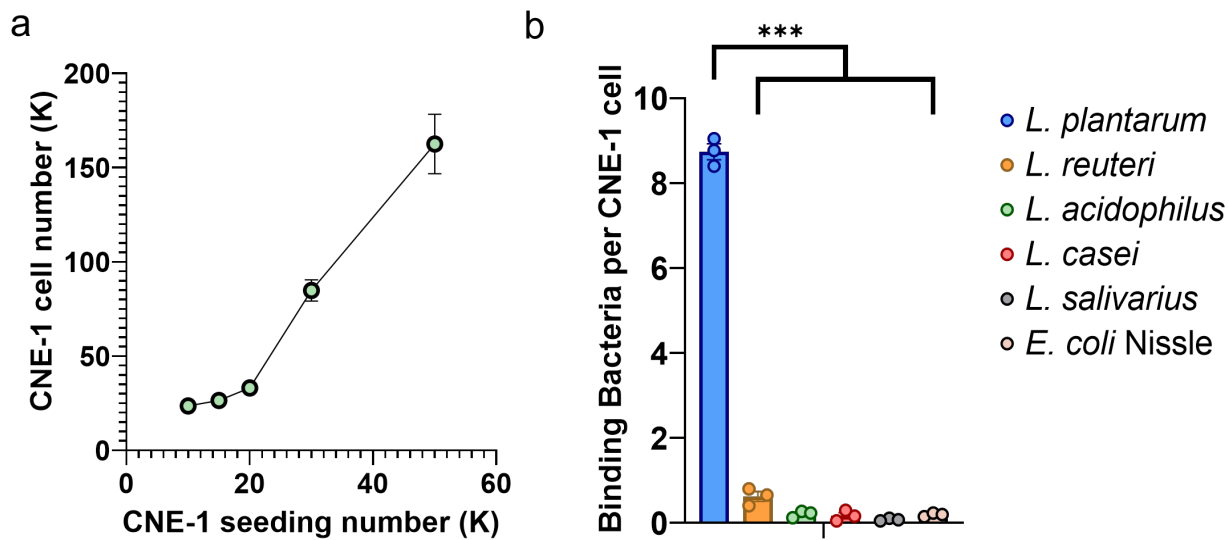 a
CNE-1 cell number (K)
200
150
100
50
0
0 20 40 60
CNE-1 seeding number (K)
b
***
Binding Bacteria per CNE-1 cell
10
8
6
4
2
0
L. plantarum
L. reuteri
L. acidophilus
L. casei
L. salivarius
E. coli Nissle